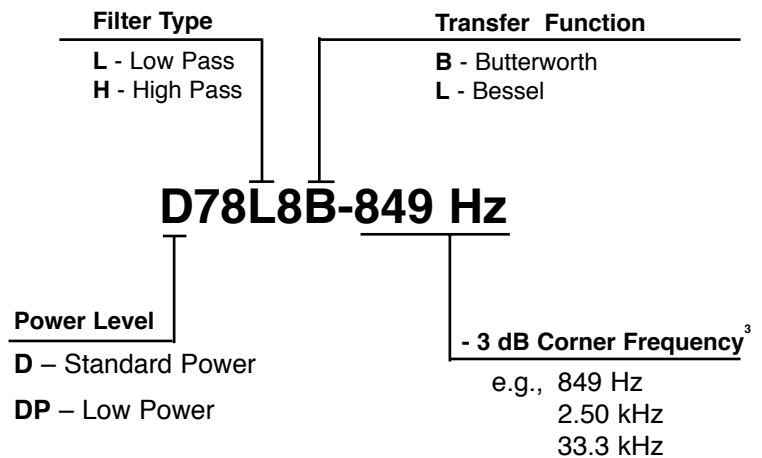 Filter Type
L - Low Pass
H - High Pass
Transfer Function
B - Butterworth
L - Bessel
D78L8B-849 Hz
Power Level
D – Standard Power
DP – Low Power
- 3 dB Corner Frequency3
e.g., 849 Hz
2.50 kHz
33.3 kHz